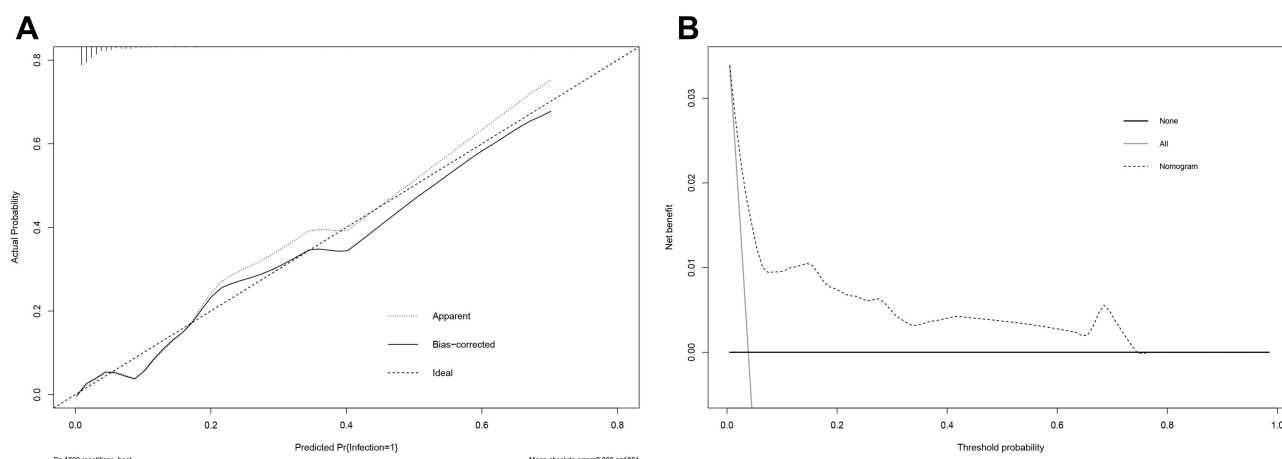 A
B
0.8
0.6
0.4
0.2
0.0
Actual Probability
Apparent
Bias-corrected
Ideal
0.0 0.2 0.4 0.6 0.8
Predicted Pr{Infection=1}
0.03
0.02
0.01
0.00
Net benefit
None
All
Nomogram
0.0 0.2 0.4 0.6 0.8 1.0
Threshold probability